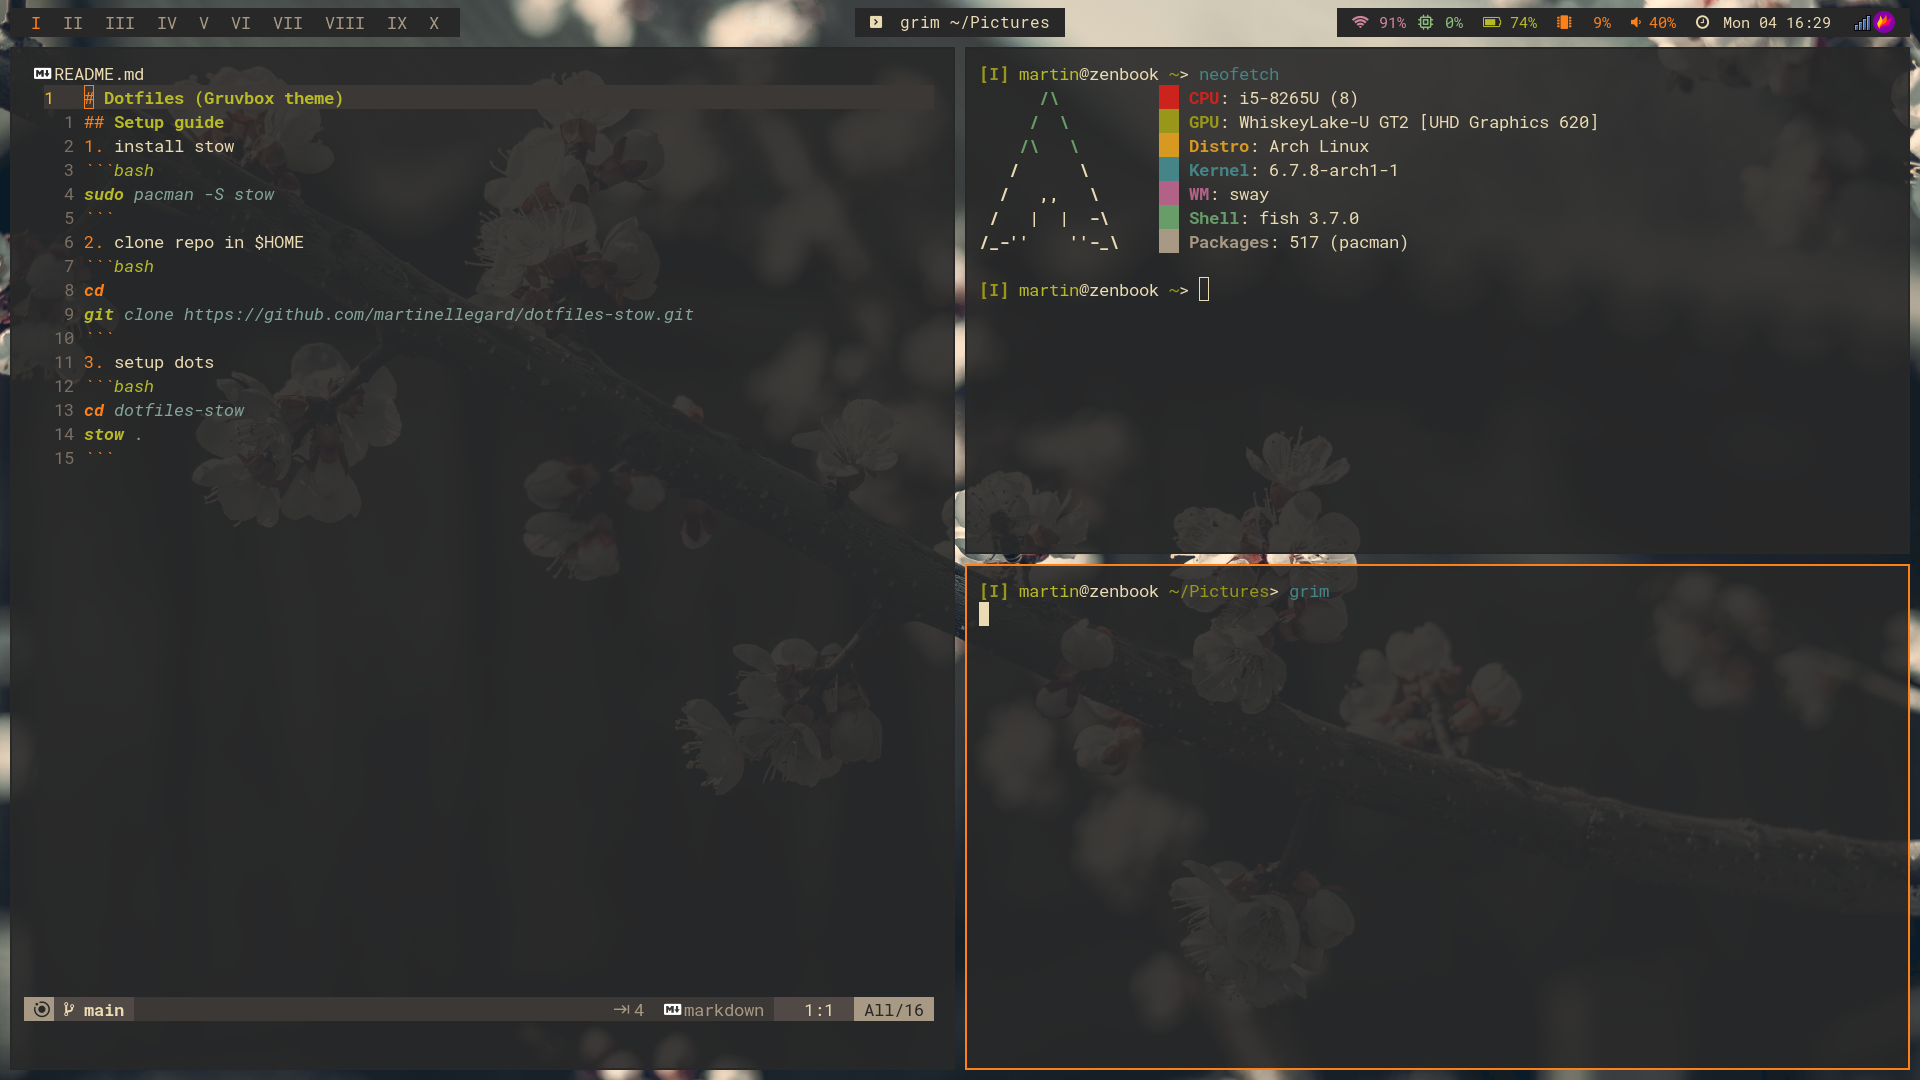 I II III IV V VI VII VIII IX X
grim ~/Pictures
91% 0% 74% 9% 40% Mon 04 16:29
README.md
1 # Dotfiles (Gruvbox theme)
1 ## Setup guide
2 1. install stow
3 ```bash
4 sudo pacman -S stow
5 ```
6 2. clone repo in $HOME
7 ```bash
8 cd
9 git clone https://github.com/martinellegard/dotfiles-stow.git
10 ```
11 3. setup dots
12 ```bash
13 cd dotfiles-stow
14 stow .
15 ```
main 4 markdown 1:1 All/16
[I] martin@zenbook ~> neofetch
/\ CPU: i5-8265U (8)
/ \ GPU: WhiskeyLake-U GT2 [UHD Graphics 620]
/\ \ Distro: Arch Linux
/ \ Kernel: 6.7.8-arch1-1
/ ,, \ WM: sway
/ | | -\ Shell: fish 3.7.0
/_-'' ''-_\ Packages: 517 (pacman)
[I] martin@zenbook ~>
[I] martin@zenbook ~/Pictures> grim